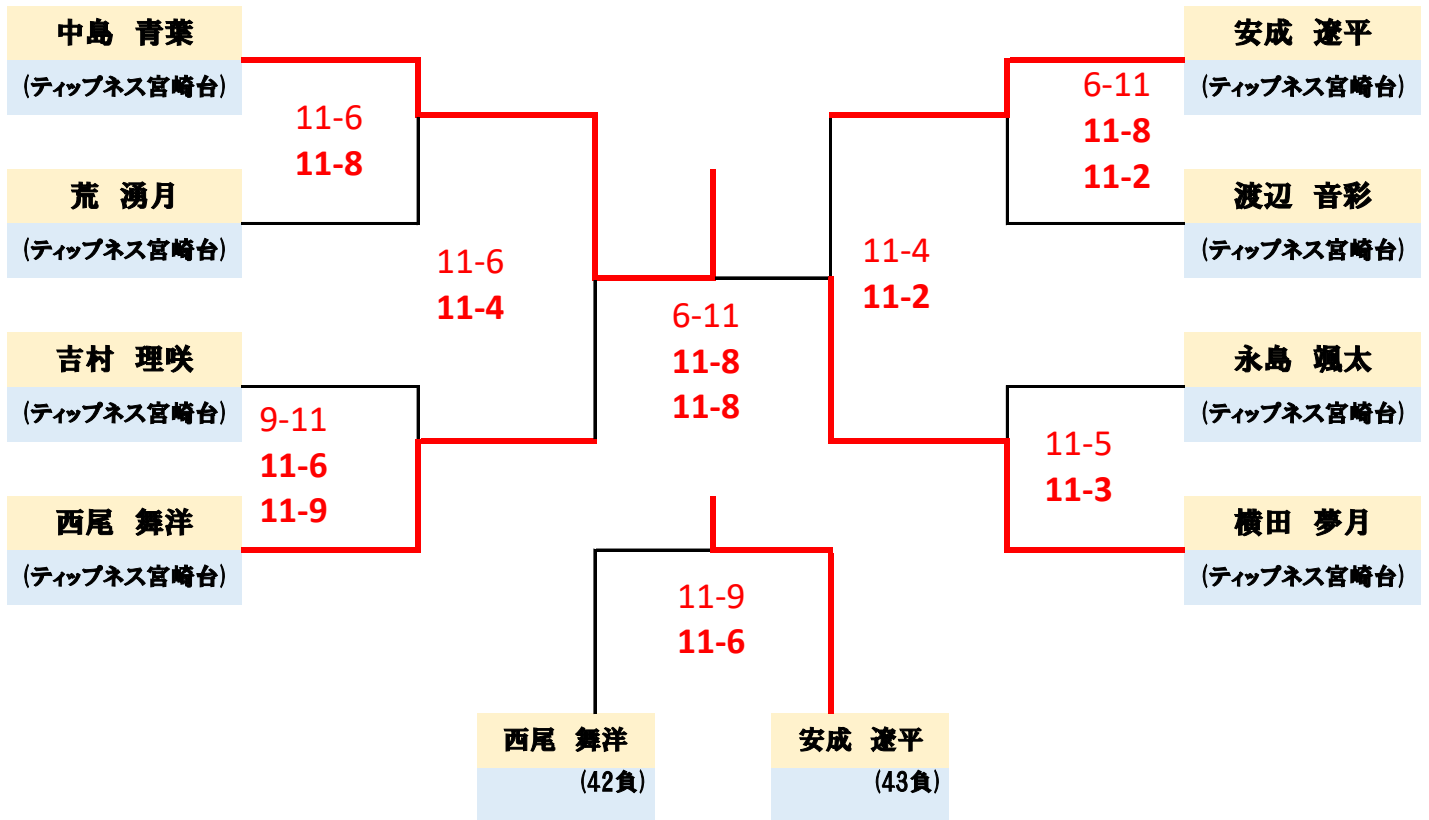 中島　青葉
(ティップネス宮崎台)
11-6
11-8
荒　湧月
(ティップネス宮崎台)
11-6
11-4
吉村　理咲
(ティップネス宮崎台)
9-11
11-6
11-9
西尾　舞洋
(ティップネス宮崎台)
6-11
11-8
11-8
安成　遼平
(ティップネス宮崎台)
6-11
11-8
11-2
渡辺　音彩
(ティップネス宮崎台)
11-4
11-2
永島　颯太
(ティップネス宮崎台)
11-5
11-3
横田　夢月
(ティップネス宮崎台)
11-9
11-6
西尾　舞洋
(42負)
安成　遼平
(43負)